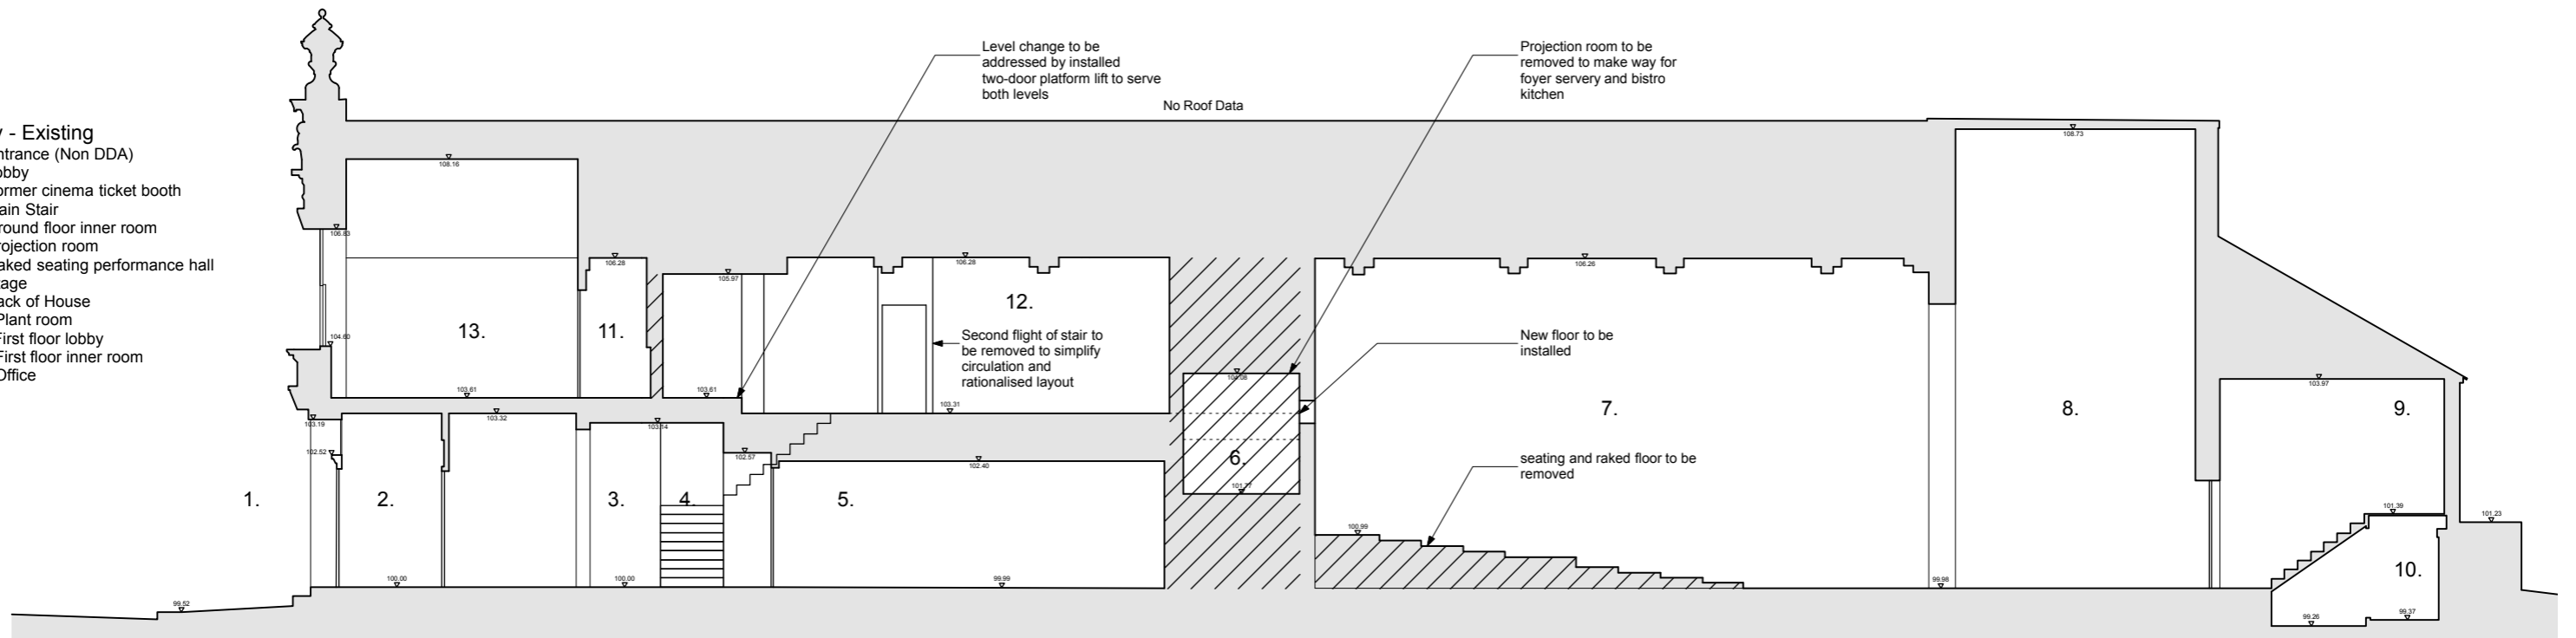 y - Existing
ntrance (Non DDA)
obby
ormer cinema ticket booth
ain Stair
round floor inner room
rojection room
aked seating performance hall
tage
ack of House
Plant room
First floor lobby
First floor inner room
Office
Level change to be
addressed by installed
two-door platform lift to serve
both levels
No Roof Data
Projection room to be
removed to make way for
foyer servery and bistro
kitchen
108.73
108.16
106.83
106.28
105.97
106.28
106.26
12.
13.
11.
104.60
Second flight of stair to
be removed to simplify
circulation and
rationalised layout
New floor to be
installed
104.08
103.97
103.61
103.61
103.31
7.
8.
9.
103.19
103.32
103.14
102.52
102.57
102.40
6.
seating and raked floor to be
removed
101.77
1.
2.
3.
4.
5.
101.39
101.23
100.99
10.
100.00
100.00
99.99
99.98
99.52
99.26
99.37